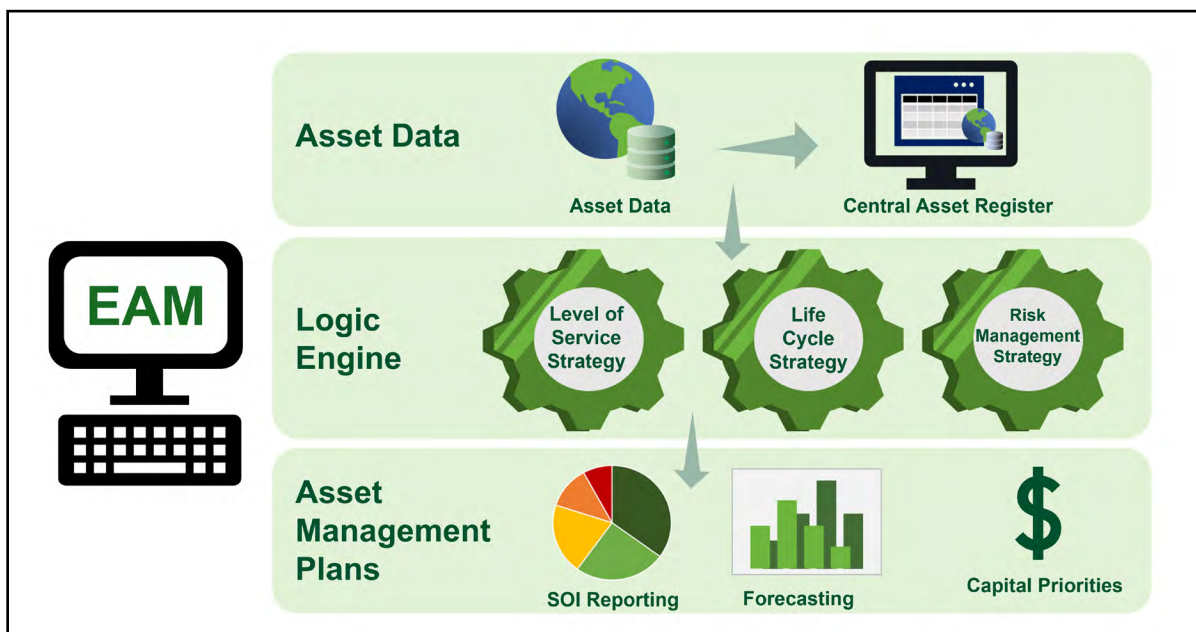 EAM
Asset Data
Asset Data
Central Asset Register
Logic
Engine
Level of
Service
Strategy
Life
Cycle
Strategy
Risk
Management
Strategy
Asset
Management
Plans
SOI Reporting
Forecasting
Capital Priorities